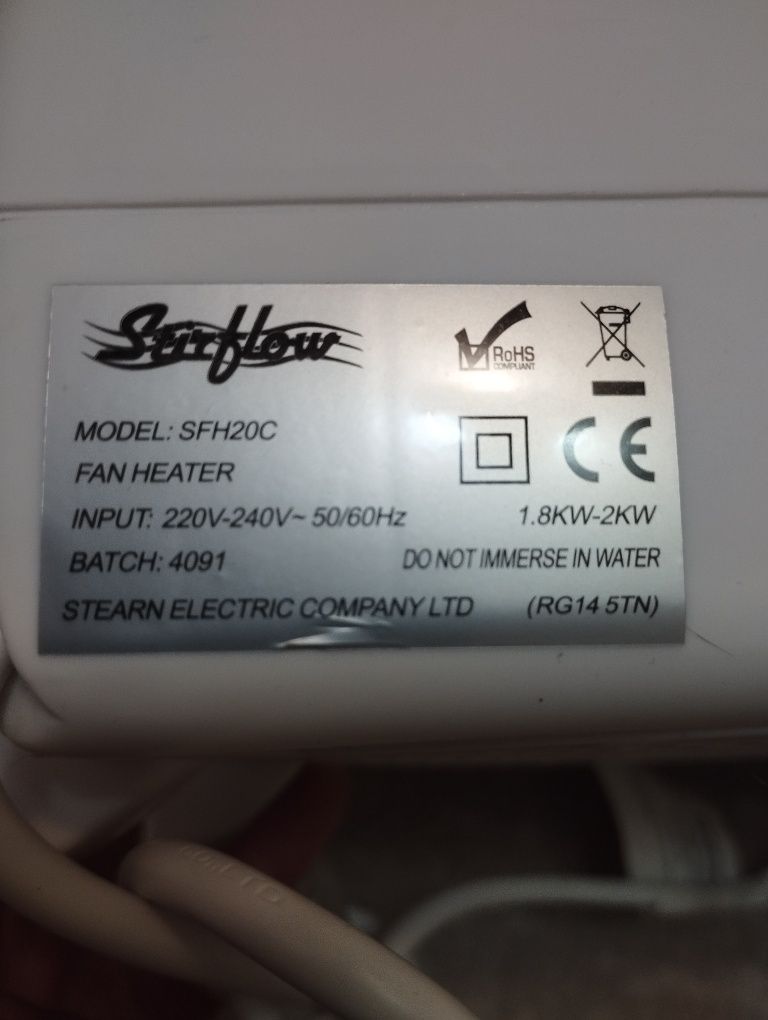 Stirflow
RoHS
COMPLIANT
MODEL: SFH20C
FAN HEATER
CE
INPUT: 220V-240V~ 50/60Hz 1.8KW-2KW
BATCH: 4091 DO NOT IMMERSE IN WATER
STEARN ELECTRIC COMPANY LTD (RG14 5TN)